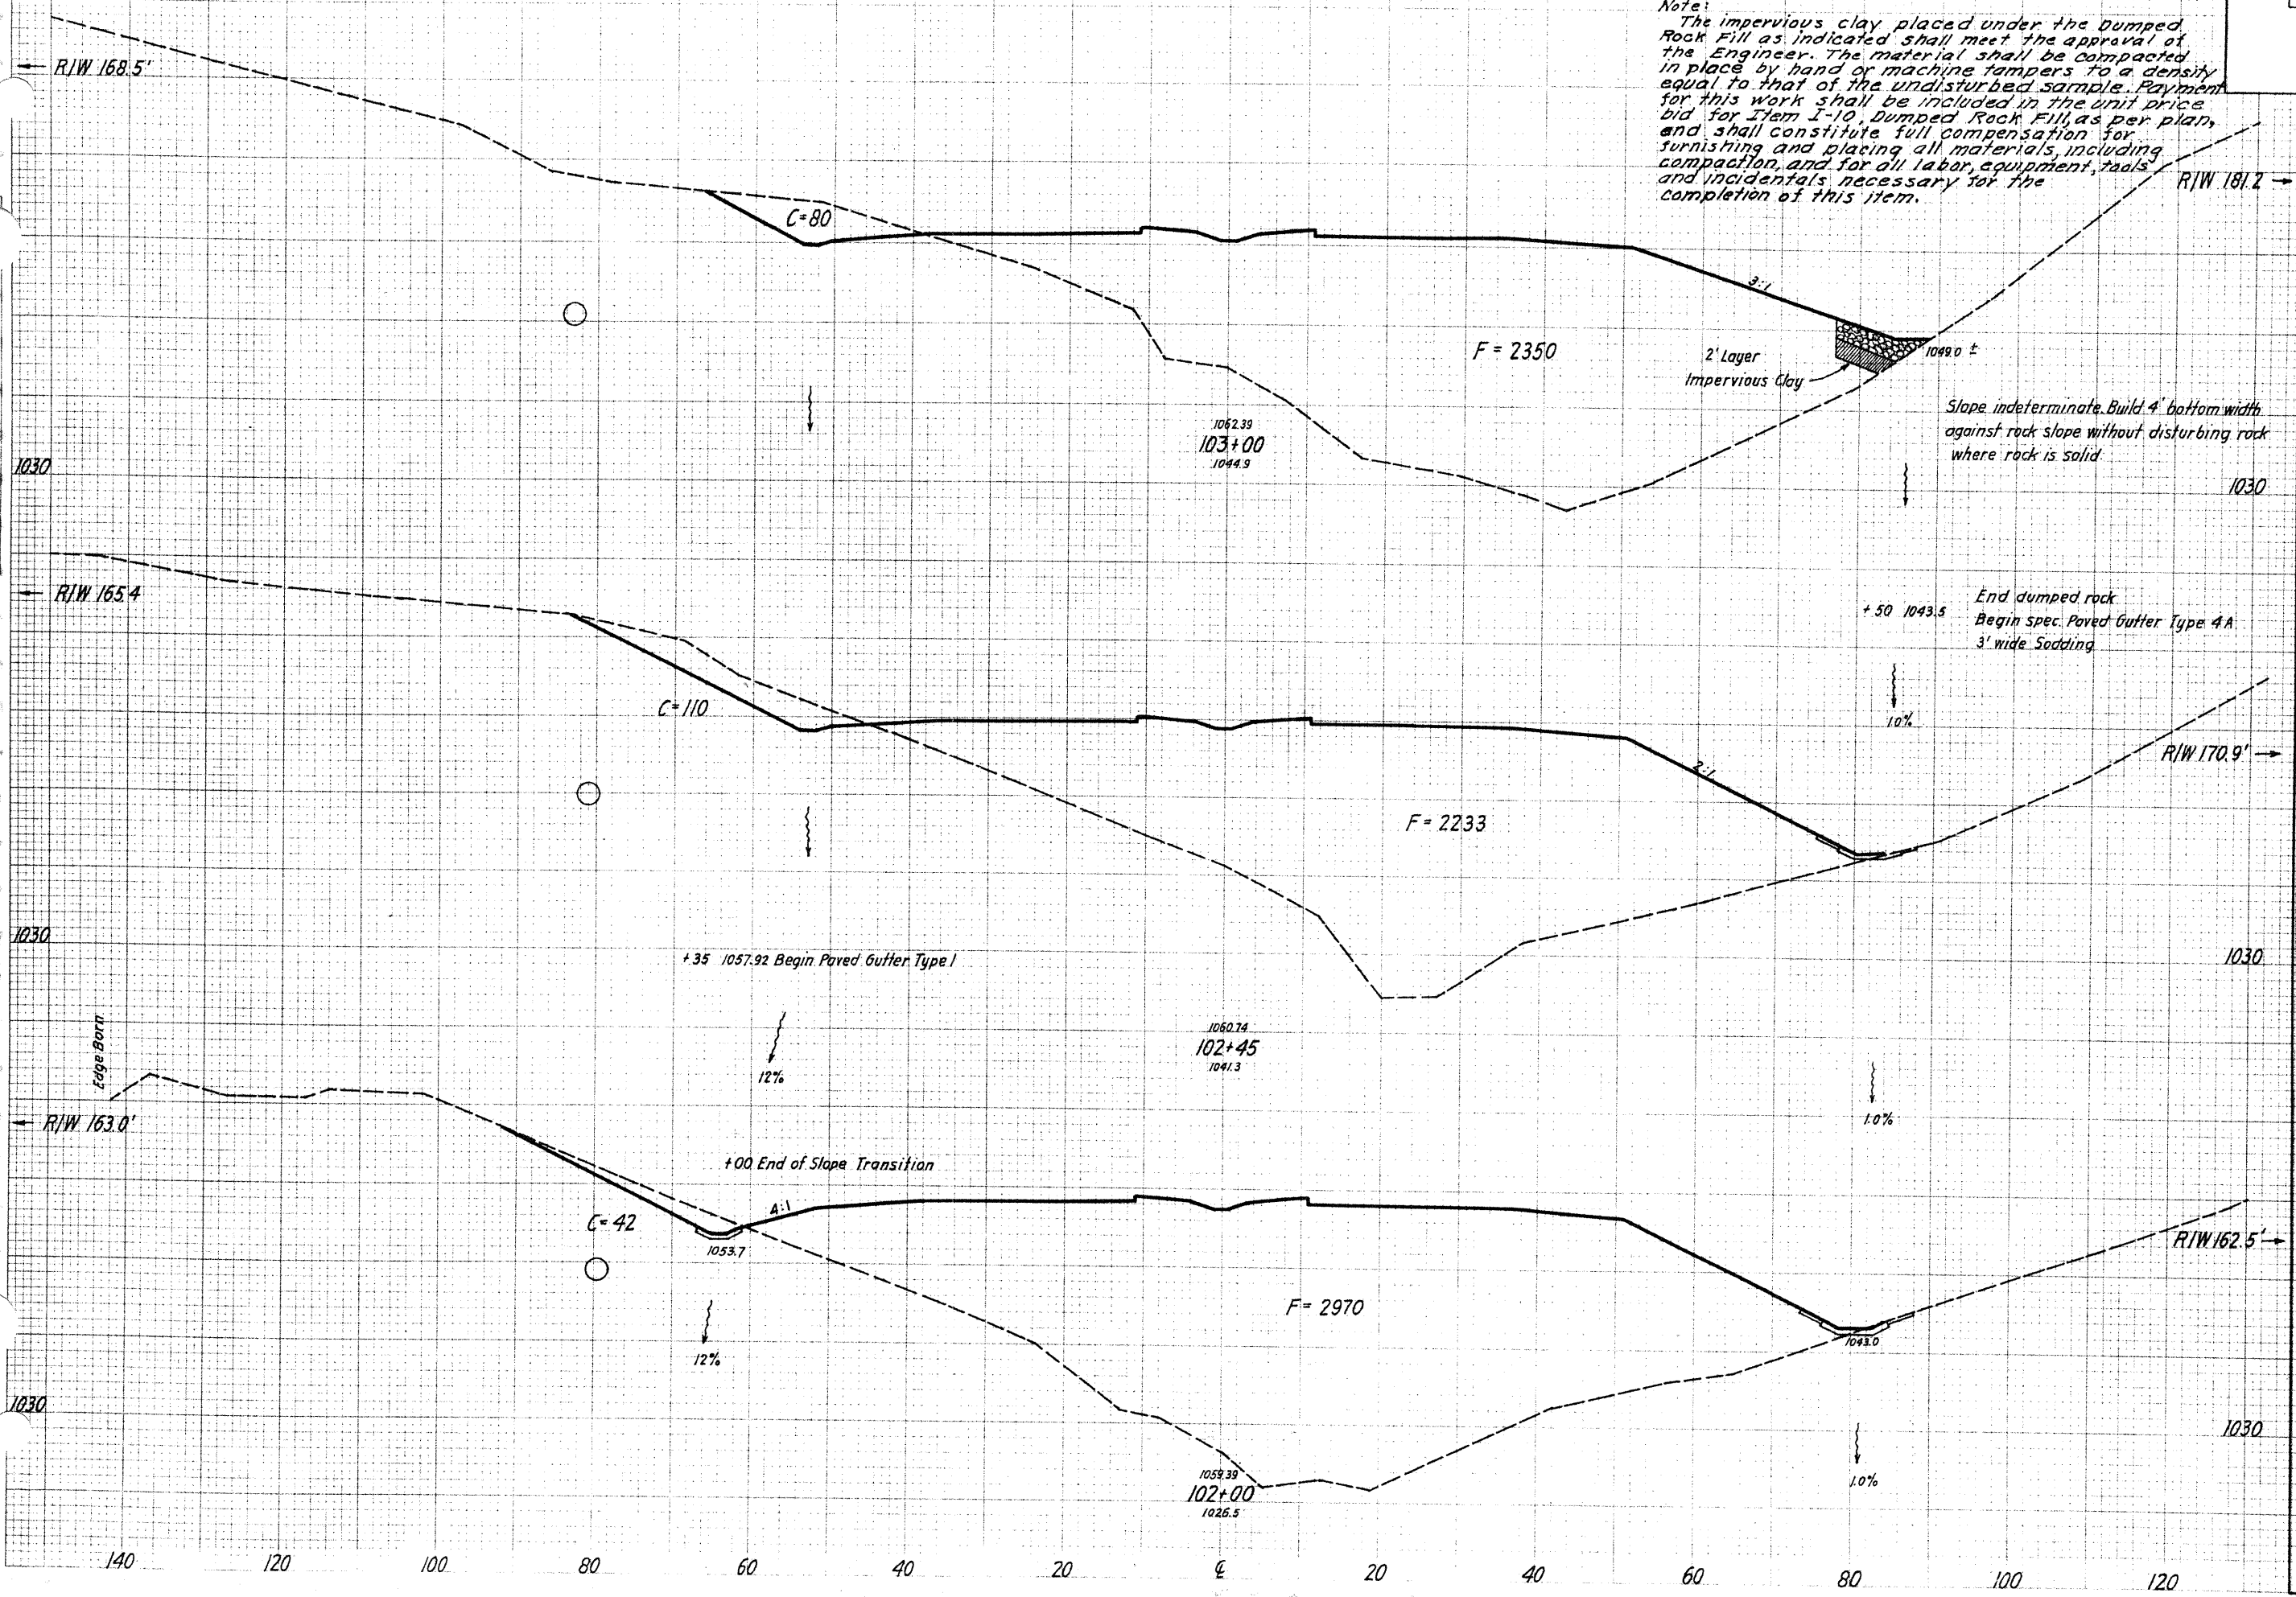 Note:
The impervious clay placed under the Dumped
Rock Fill as indicated shall meet the approval of
the Engineer. The material shall be compacted
in place by hand or machine tampers to a density
equal to that of the undisturbed sample. Payment
for this work shall be included in the unit price
bid for Item I-10, Dumped Rock Fill, as per plan,
and shall constitute full compensation for
furnishing and placing all materials, including
compaction, and for all labor, equipment, tools
and incidentals necessary for the
completion of this item.
R/W 168.5'
R/W 181.2
C=80
3:1
F = 2350
2' Layer
Impervious Clay
1049.0 ±
Slope indeterminate. Build 4' bottom width
against rock slope without disturbing rock
where rock is solid
1062.39
103+00
1044.9
1030
1030
R/W 165.4
+50 1043.5
End dumped rock
Begin spec. Paved Gutter Type 4A
3' wide Sodding
10%
C=110
2:1
R/W 170.9'
F = 2233
1030
1030
+35 1057.92 Begin Paved Gutter Type 1
Edge Barn
12%
1060.74
102+45
1041.3
1.0%
R/W 163.0'
+00 End of Slope Transition
4:1
C=42
1053.7
R/W 162.5'
F = 2970
1043.0
12%
1030
1030
1059.39
102+00
1026.5
1.0%
140 120 100 80 60 40 20 ℄ 20 40 60 80 100 120